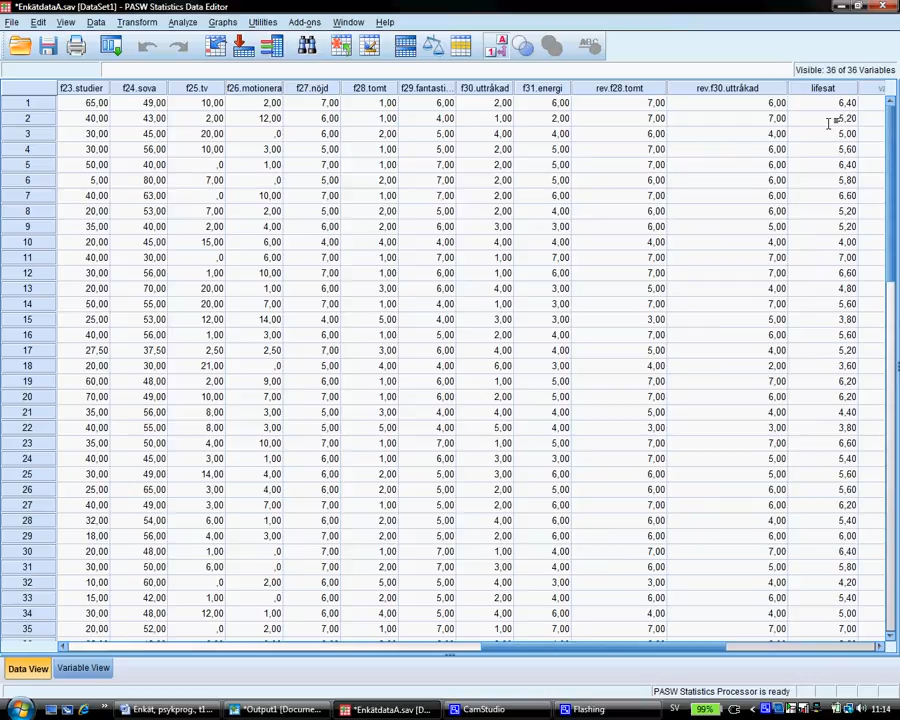 *EnkätdataA.sav [DataSet1] - PASW Statistics Data Editor
File Edit View Data Transform Analyze Graphs Utilities Add-ons Window Help
Visible: 36 of 36 Variables
f23.studier f24.sova f25.tv f26.motionera f27.nöjd f28.tomt f29.fantasti... f30.uttråkad f31.energi rev.f28.tomt rev.f30.uttråkad lifesat
1 65,00 49,00 10,00 2,00 7,00 1,00 6,00 2,00 6,00 7,00 6,00 6,40
2 40,00 43,00 2,00 12,00 6,00 1,00 4,00 1,00 2,00 7,00 7,00 5,20
3 30,00 45,00 20,00 ,0 6,00 2,00 5,00 4,00 4,00 6,00 4,00 5,00
4 30,00 56,00 10,00 3,00 5,00 1,00 5,00 2,00 5,00 7,00 6,00 5,60
5 50,00 40,00 ,0 1,00 7,00 1,00 7,00 2,00 5,00 7,00 6,00 6,40
6 5,00 80,00 7,00 ,0 5,00 2,00 7,00 2,00 5,00 6,00 6,00 5,80
7 40,00 63,00 ,0 10,00 7,00 1,00 7,00 2,00 6,00 7,00 6,00 6,60
8 20,00 53,00 7,00 2,00 5,00 2,00 5,00 2,00 4,00 6,00 6,00 5,20
9 35,00 40,00 2,00 4,00 6,00 2,00 6,00 3,00 3,00 6,00 5,00 5,20
10 20,00 45,00 15,00 6,00 4,00 4,00 4,00 4,00 4,00 4,00 4,00 4,00
11 40,00 30,00 ,0 6,00 7,00 1,00 7,00 1,00 7,00 7,00 7,00 7,00
12 30,00 56,00 1,00 10,00 7,00 1,00 6,00 1,00 6,00 7,00 7,00 6,60
13 20,00 70,00 20,00 1,00 6,00 3,00 6,00 4,00 3,00 5,00 4,00 4,80
14 50,00 55,00 20,00 7,00 7,00 1,00 4,00 1,00 3,00 7,00 7,00 5,60
15 25,00 53,00 12,00 14,00 4,00 5,00 4,00 3,00 3,00 3,00 5,00 3,80
16 40,00 56,00 1,00 3,00 6,00 1,00 5,00 2,00 4,00 7,00 6,00 5,60
17 27,50 37,50 2,50 2,50 7,00 3,00 6,00 4,00 4,00 5,00 4,00 5,20
18 20,00 30,00 21,00 ,0 5,00 4,00 4,00 6,00 3,00 4,00 2,00 3,60
19 60,00 48,00 2,00 9,00 6,00 1,00 6,00 1,00 5,00 7,00 7,00 6,20
20 70,00 49,00 10,00 7,00 6,00 1,00 6,00 2,00 6,00 7,00 6,00 6,20
21 35,00 56,00 8,00 3,00 5,00 3,00 4,00 4,00 4,00 5,00 4,00 4,40
22 40,00 55,00 8,00 3,00 5,00 5,00 4,00 5,00 4,00 3,00 3,00 3,80
23 35,00 50,00 4,00 10,00 7,00 1,00 7,00 1,00 5,00 7,00 7,00 6,60
24 40,00 45,00 3,00 1,00 6,00 1,00 6,00 3,00 3,00 7,00 5,00 5,40
25 30,00 49,00 14,00 4,00 6,00 2,00 5,00 3,00 6,00 6,00 5,00 5,60
26 25,00 65,00 3,00 4,00 6,00 2,00 5,00 2,00 5,00 6,00 6,00 5,60
27 40,00 49,00 3,00 7,00 7,00 1,00 5,00 2,00 6,00 7,00 6,00 6,20
28 32,00 54,00 6,00 1,00 6,00 2,00 5,00 4,00 6,00 6,00 4,00 5,40
29 18,00 56,00 4,00 3,00 7,00 2,00 6,00 2,00 5,00 6,00 6,00 6,00
30 20,00 48,00 1,00 ,0 7,00 1,00 7,00 1,00 4,00 7,00 7,00 6,40
31 30,00 50,00 6,00 ,0 7,00 2,00 7,00 3,00 4,00 6,00 5,00 5,80
32 10,00 60,00 ,0 2,00 6,00 5,00 5,00 4,00 3,00 3,00 4,00 4,20
33 15,00 42,00 1,00 ,0 5,00 2,00 5,00 2,00 5,00 6,00 6,00 5,40
34 30,00 48,00 12,00 1,00 6,00 4,00 5,00 4,00 6,00 4,00 4,00 5,00
35 20,00 52,00 ,0 2,00 7,00 1,00 7,00 1,00 7,00 7,00 7,00 7,00
Data View Variable View
PASW Statistics Processor is ready
Enkät, psykprog., t1... *Output1 [Docume... *EnkätdataA.sav [D... CamStudio Flashing SV 99% 11:14